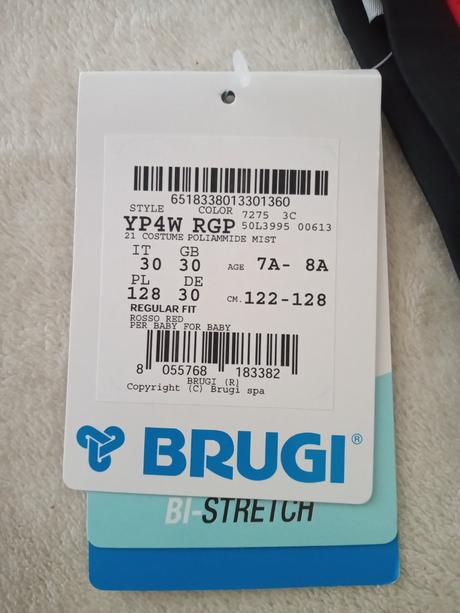 6518338013301360
STYLE COLOR 7275 3C
YP4W RGP 50L3995 00613
21 COSTUME POLIAMMIDE MIST
IT GB
30 30 AGE 7A- 8A
PL DE
128 30 CM. 122-128
REGULAR FIT
ROSSO RED
PER BABY FOR BABY
8 055768 183382
BRUGI (R)
Copyright (C) Brugi spa
BRUGI®
BI-STRETCH